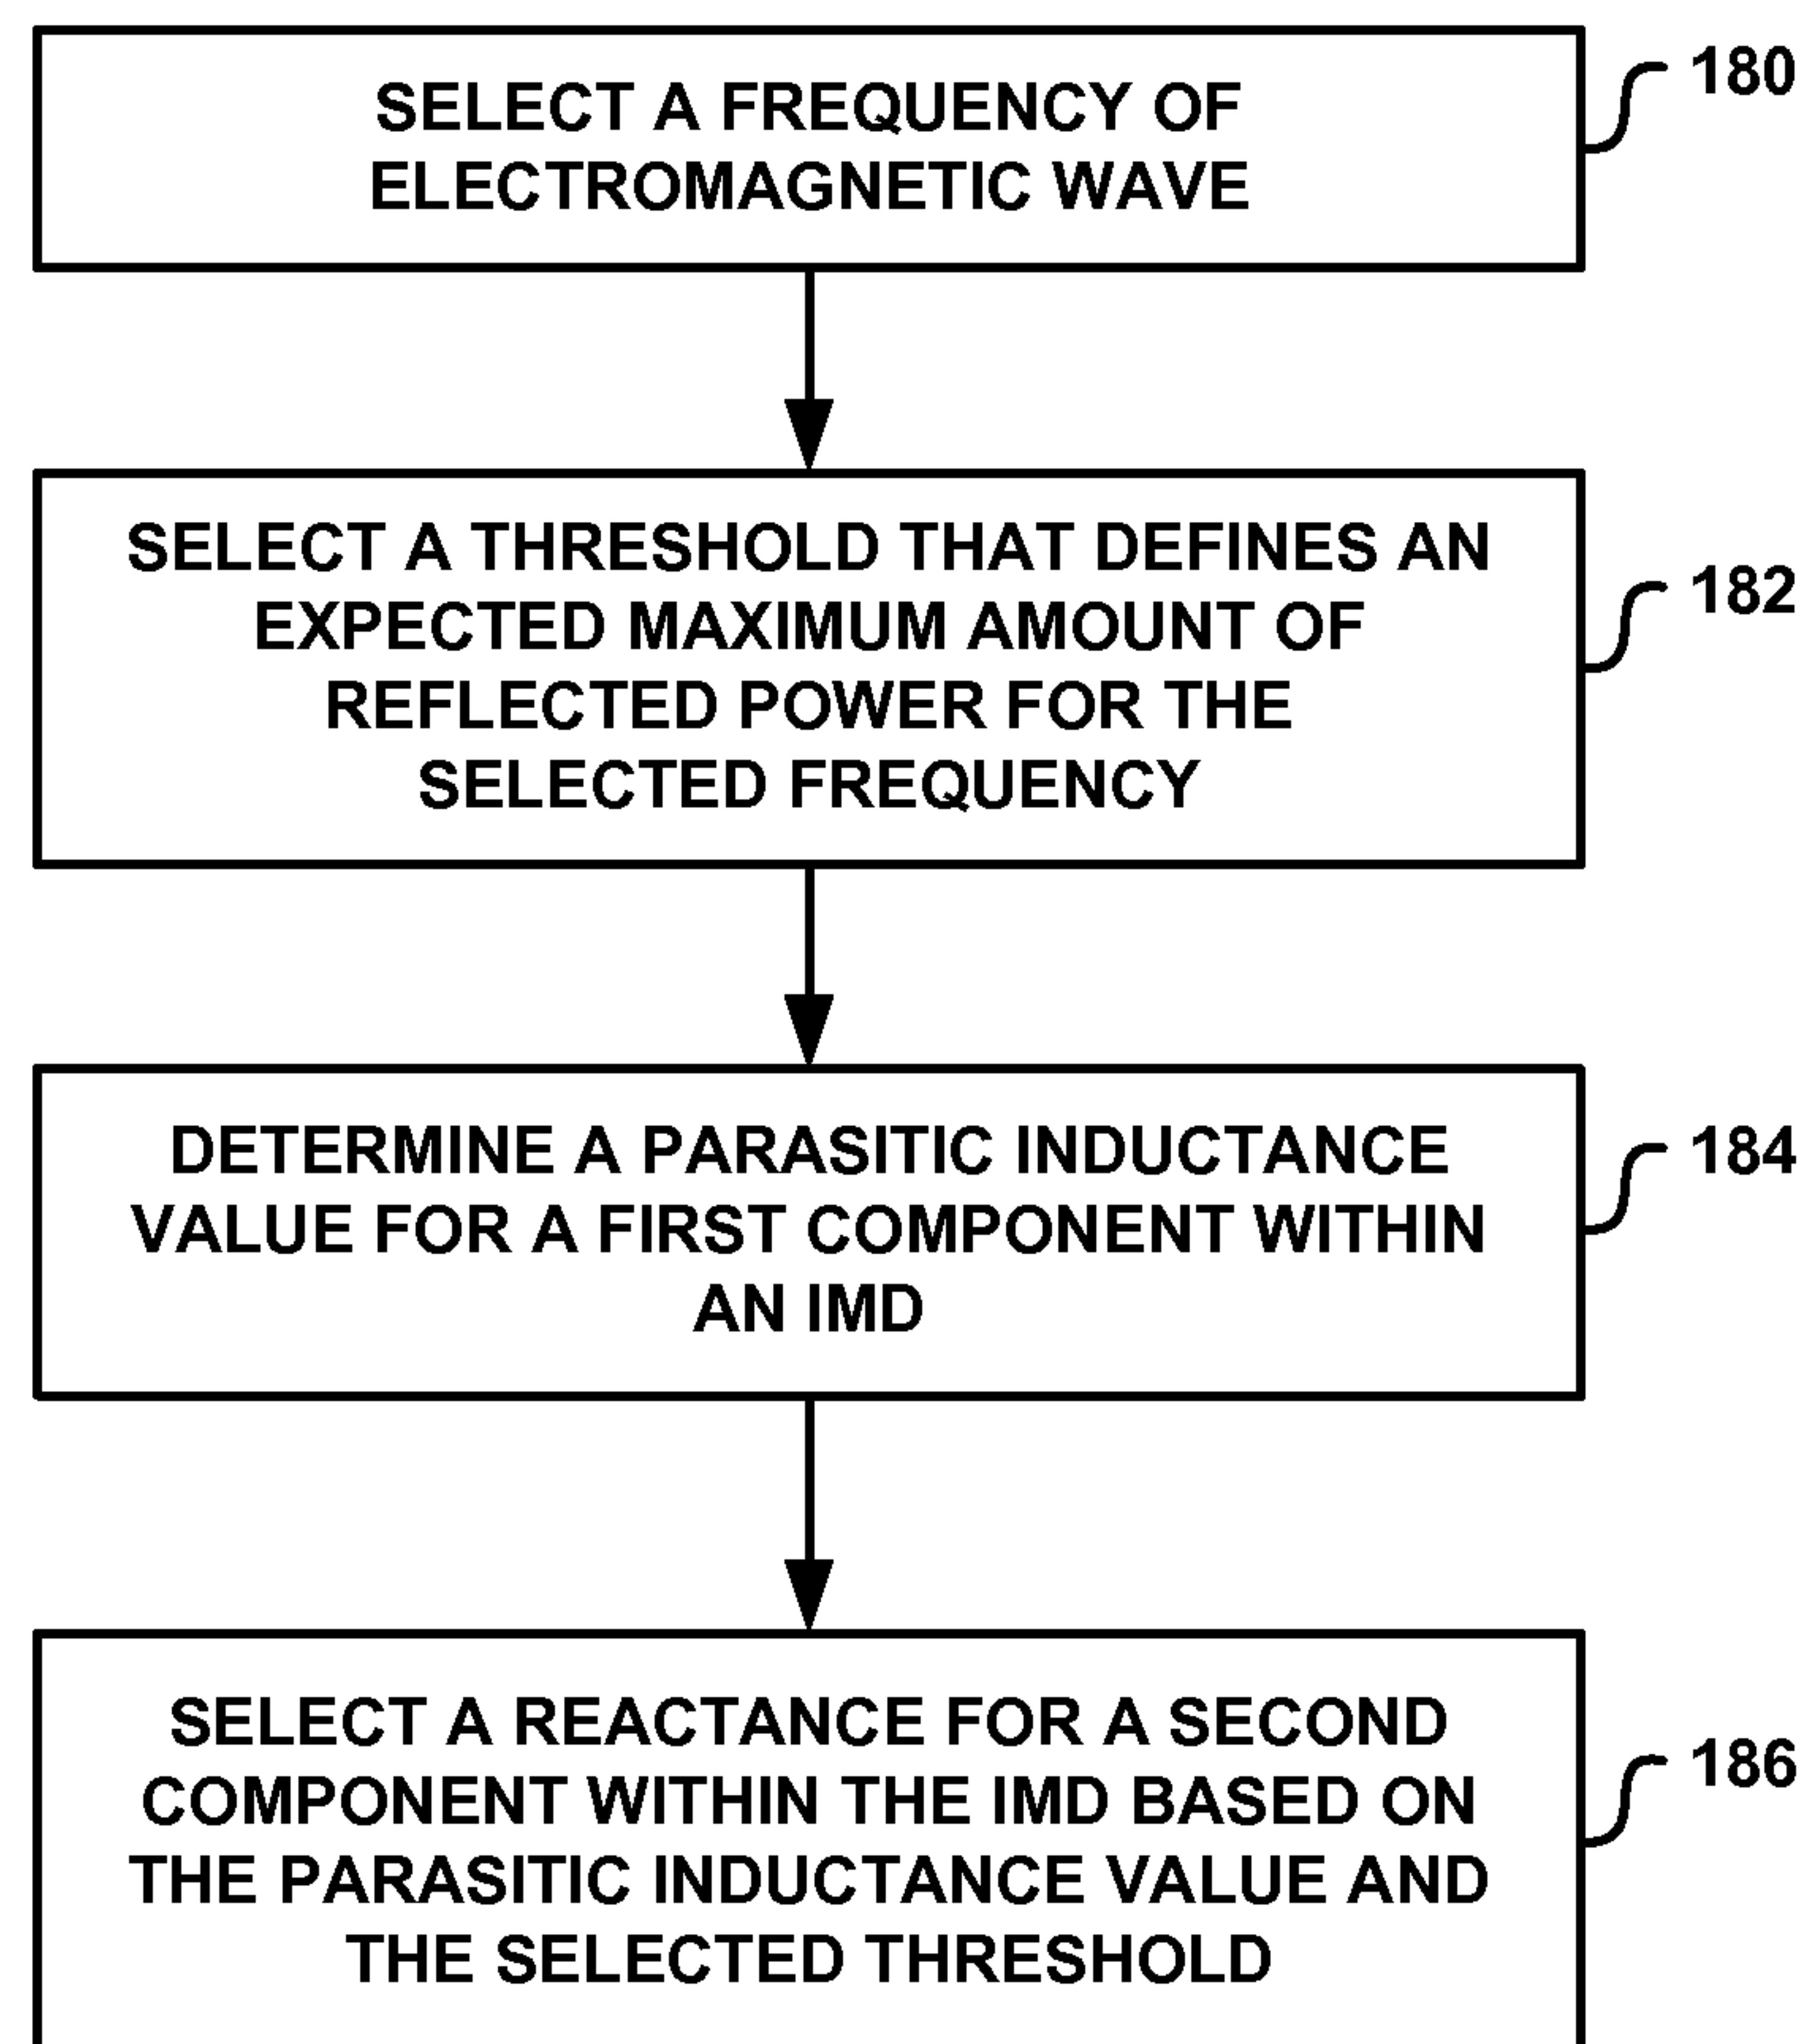 SELECT A FREQUENCY OF
ELECTROMAGNETIC WAVE
180
SELECT A THRESHOLD THAT DEFINES AN
EXPECTED MAXIMUM AMOUNT OF
REFLECTED POWER FOR THE
SELECTED FREQUENCY
182
DETERMINE A PARASITIC INDUCTANCE
VALUE FOR A FIRST COMPONENT WITHIN
AN IMD
184
SELECT A REACTANCE FOR A SECOND
COMPONENT WITHIN THE IMD BASED ON
THE PARASITIC INDUCTANCE VALUE AND
THE SELECTED THRESHOLD
186